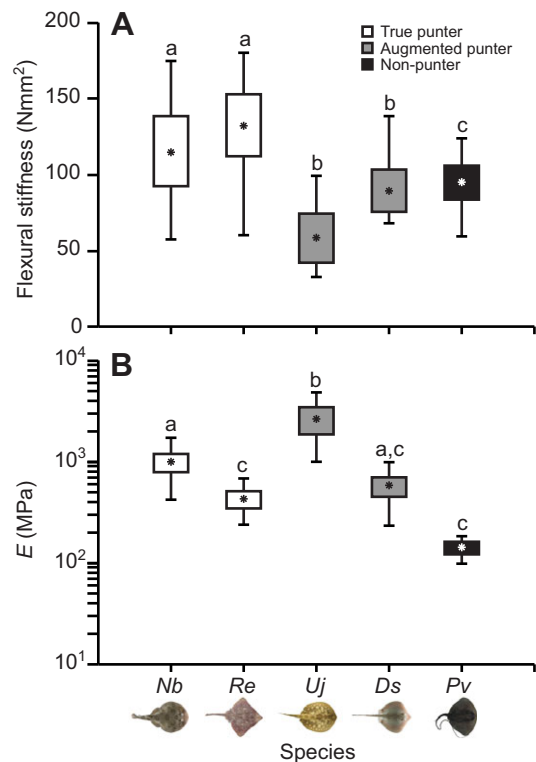 A
True punter
Augmented punter
Non-punter
Flexural stiffness (Nmm²)
200
150
100
50
0
a
a
b
b
c
B
E (MPa)
10⁴
10³
10²
10¹
a
c
b
a,c
c
Nb Re Uj Ds Pv
Species